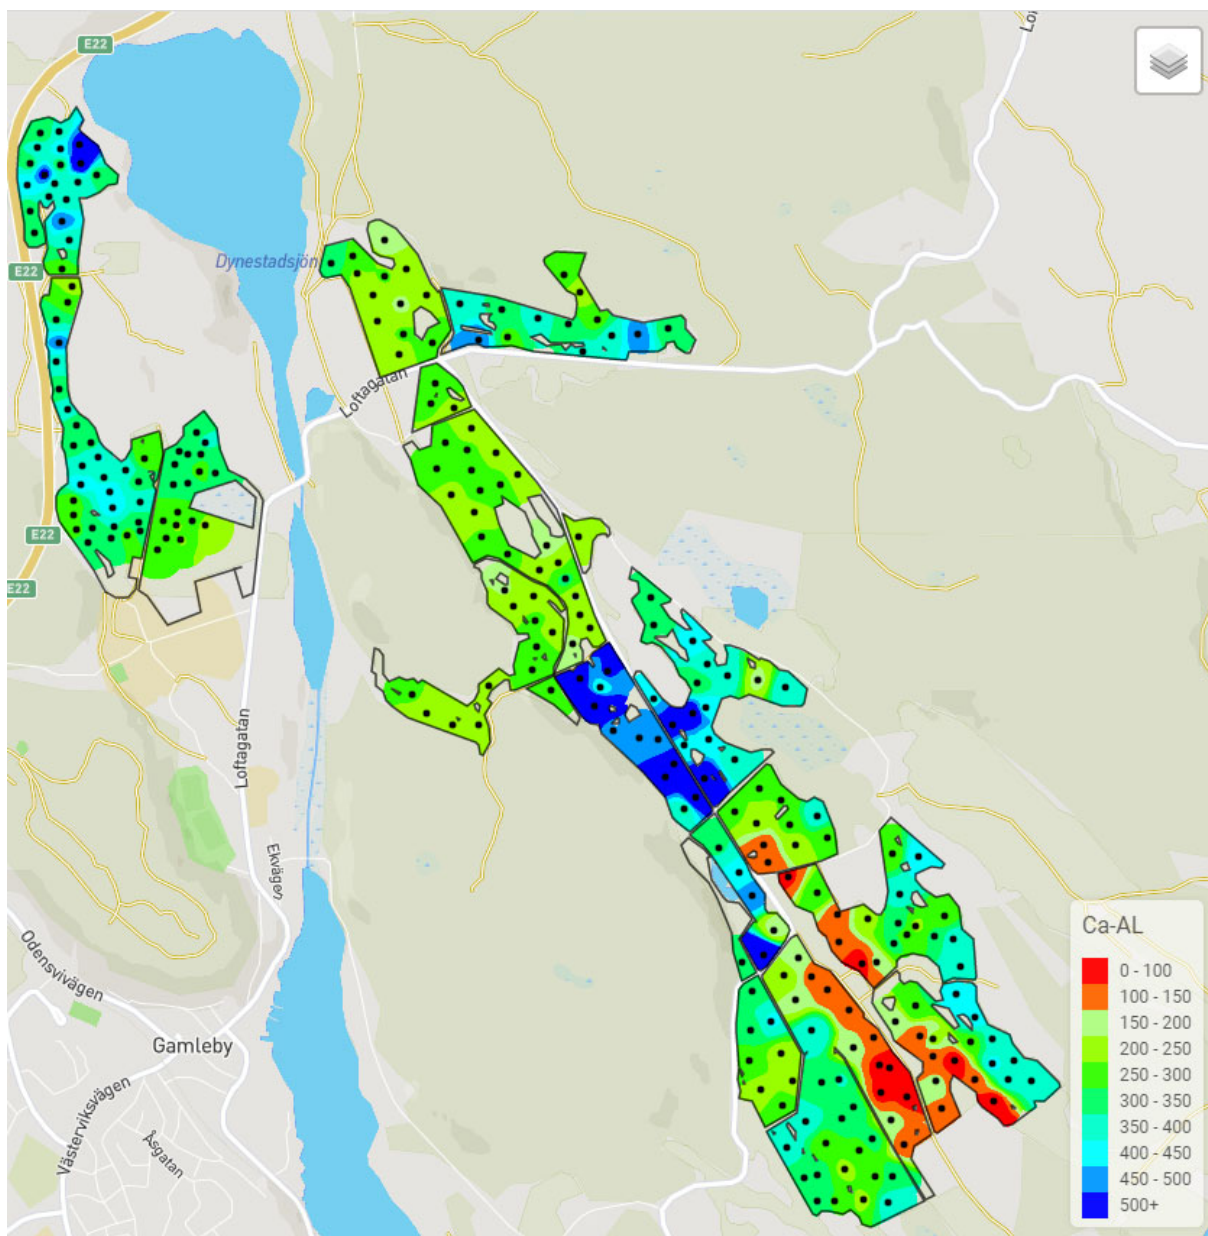 E22
Lo
Dynestadsjön
E22
Loftagatan
E22
E22
Loftagatan
Ekvägen
Odensvivägen
Gamleby
Västerviksvägen
Åsgatan
Ca-AL
0 - 100
100 - 150
150 - 200
200 - 250
250 - 300
300 - 350
350 - 400
400 - 450
450 - 500
500+